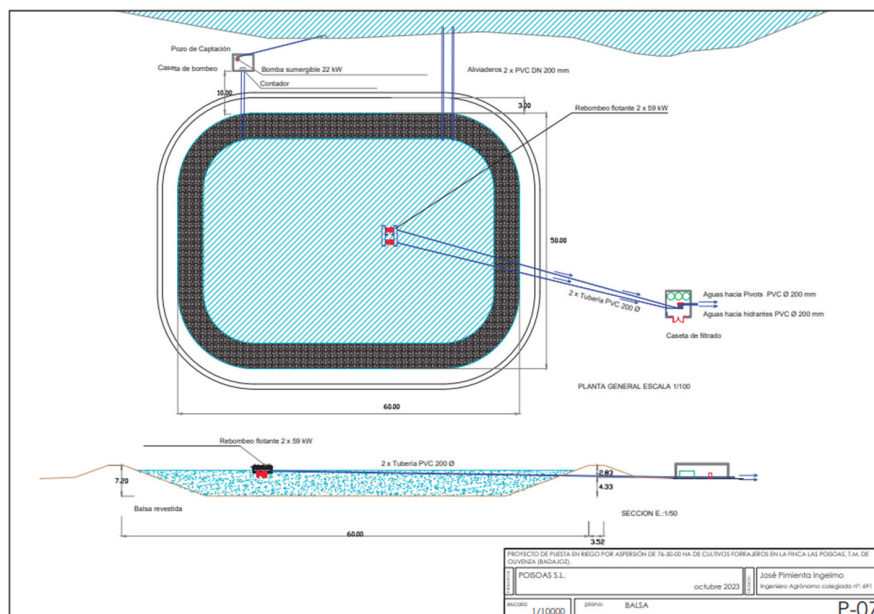 Pozo de Captación
Caseta de bombeo
Bomba sumergible 22 kW
Contador
10.00
Aliviaderos 2 x PVC DN 200 mm
3.00
Rebombeo flotante 2 x 59 kW
50.00
2 x Tubería PVC 200 Ø
Aguas hacia Pivots PVC Ø 200 mm
Aguas hacia hidrantes PVC Ø 200 mm
Caseta de filtrado
PLANTA GENERAL ESCALA 1/100
60.00
Rebombeo flotante 2 x 59 kW
2 x Tubería PVC 200 Ø
7.20
2.83
4.33
Balsa revestida
SECCION E.:1/50
60.00
3.52
PROYECTO DE PUESTA EN RIEGO POR ASPERSIÓN DE 76-30-00 HA DE CULTIVOS FORRAJEROS EN LA FINCA LAS POISOAS, T.M. DE
OLIVENZA (BADAJOZ).
POISOAS S.L.
octubre 2023
José Pimienta Ingelmo
Ingeniero Agrónomo colegiado nº: 691
escala: 1/10000
plano: BALSA
P-07